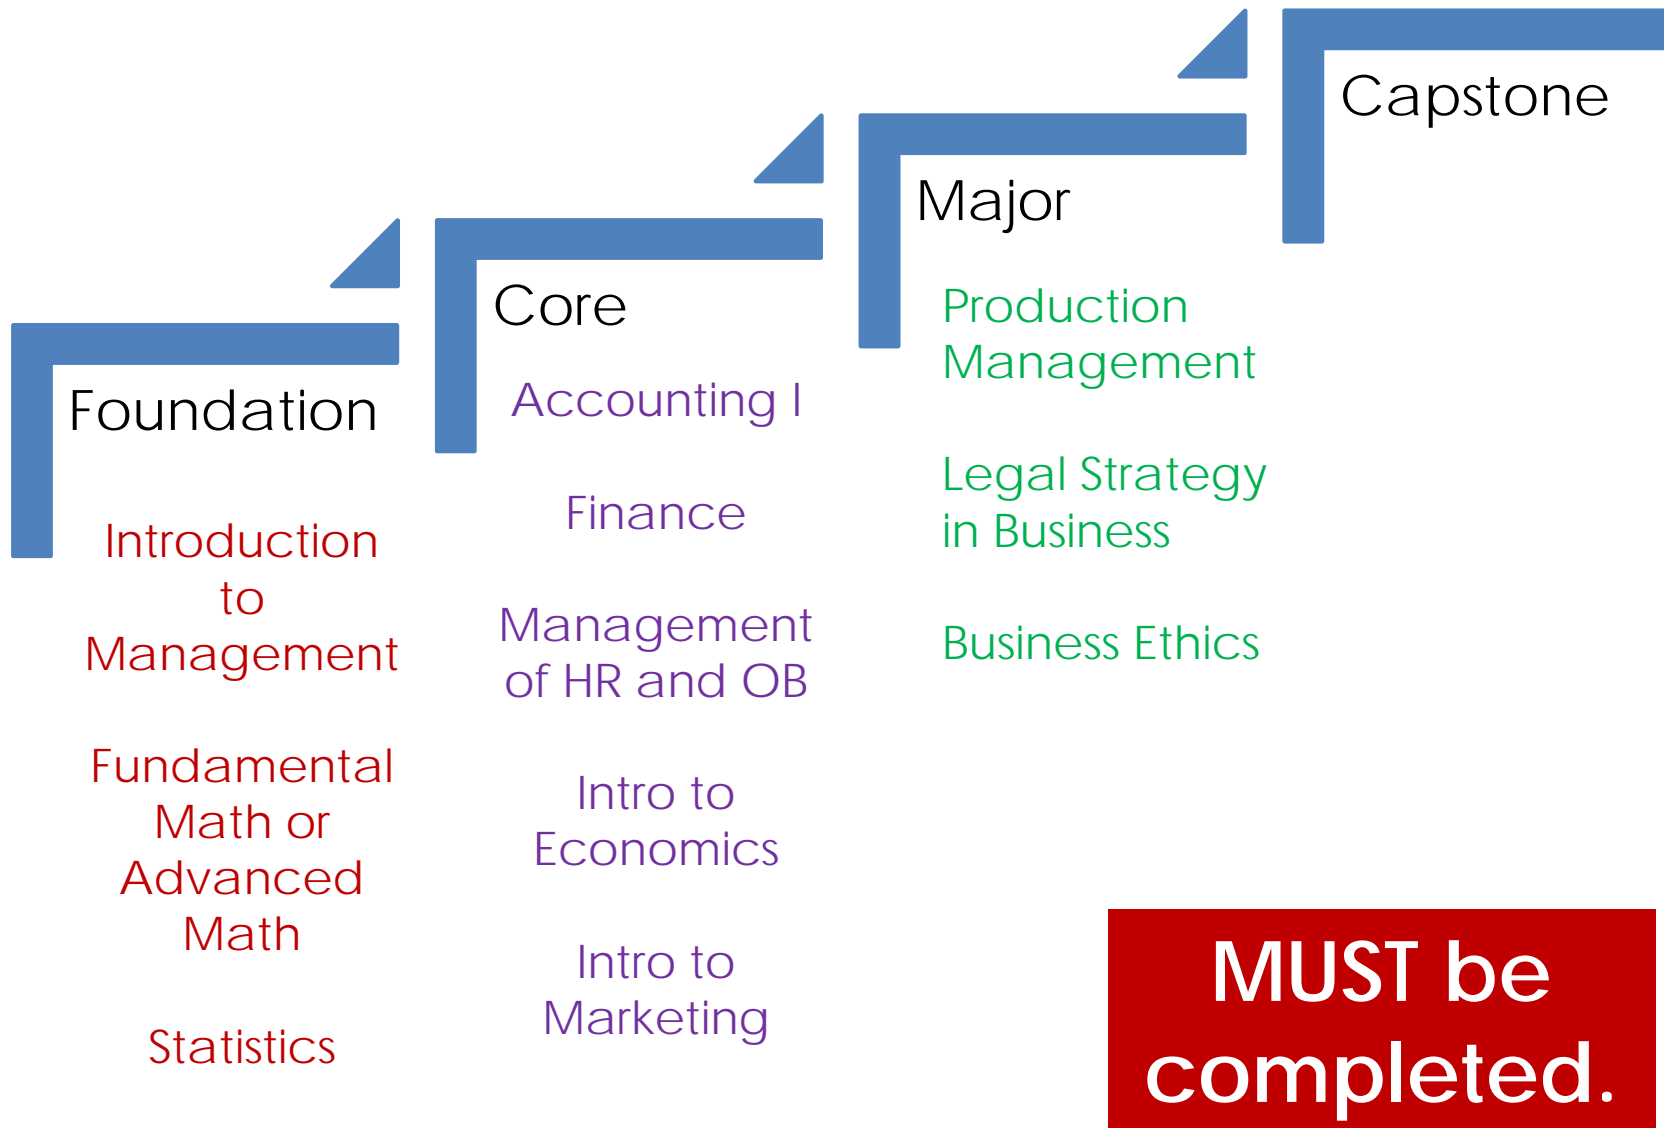 Foundation
Introduction
to
Management
Fundamental
Math or
Advanced
Math
Statistics
Core
Accounting I
Finance
Management
of HR and OB
Intro to
Economics
Intro to
Marketing
Major
Production
Management
Legal Strategy
in Business
Business Ethics
Capstone
MUST be
completed.